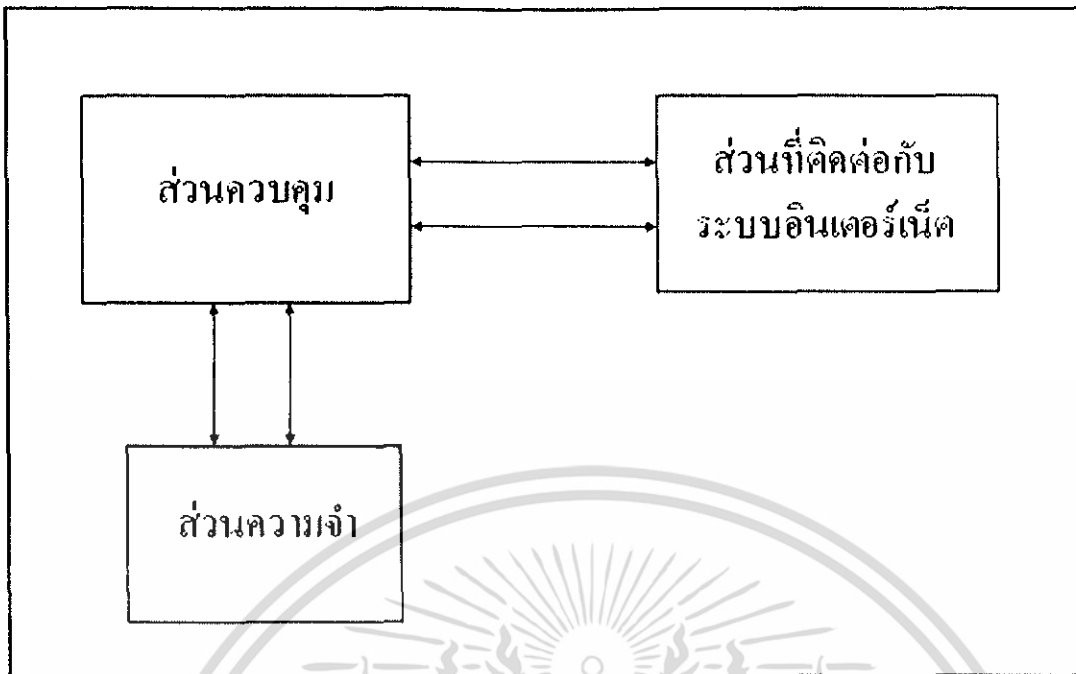 ส่วนควบคุม
ส่วนที่ติดต่อกับ
ระบบอินเตอร์เน็ต
ส่วนความจำ